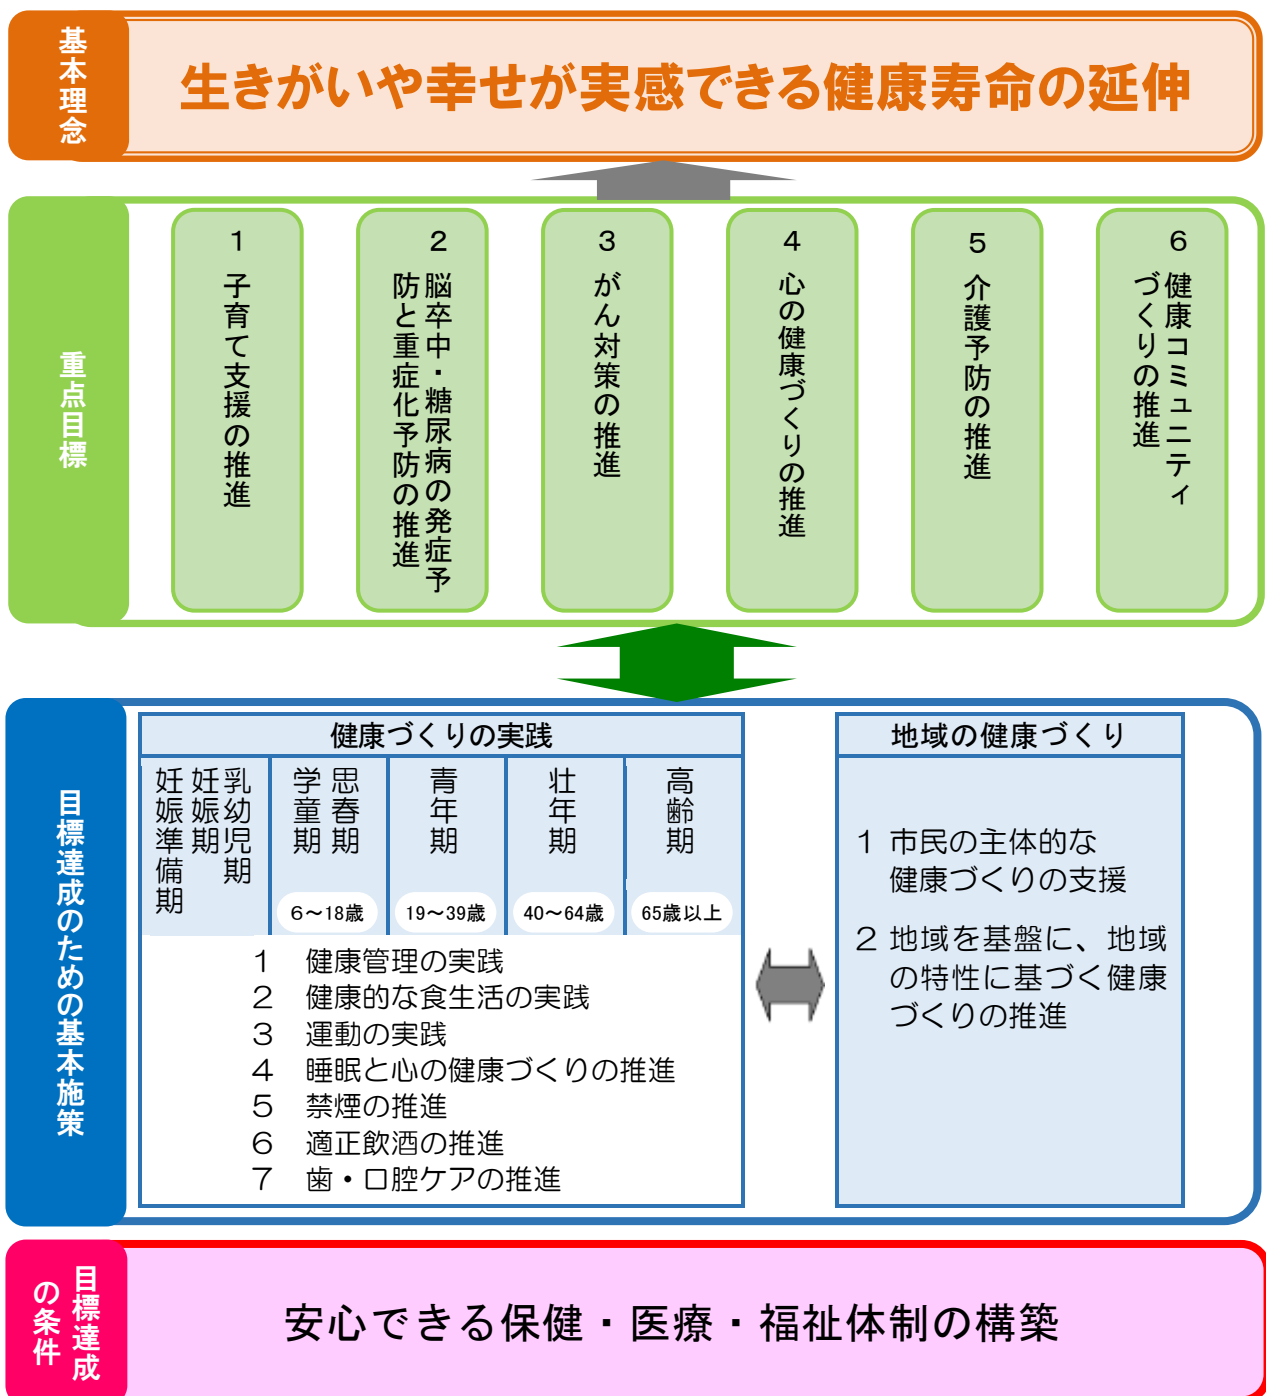 基本理念
生きがいや幸せが実感できる健康寿命の延伸
重点目標
1 子育て支援の推進
2 脳卒中・糖尿病の発症予
防と重症化予防の推進
3 がん対策の推進
4 心の健康づくりの推進
5 介護予防の推進
6 健康コミュニティ
づくりの推進
目標達成のための基本施策
健康づくりの実践
乳幼児期
妊娠期
妊娠準備期
思春期
学童期
6～18歳
青年期
19～39歳
壮年期
40～64歳
高齢期
65歳以上
1 健康管理の実践
2 健康的な食生活の実践
3 運動の実践
4 睡眠と心の健康づくりの推進
5 禁煙の推進
6 適正飲酒の推進
7 歯・口腔ケアの推進
地域の健康づくり
1 市民の主体的な
健康づくりの支援
2 地域を基盤に、地域
の特性に基づく健康
づくりの推進
目標達成
の条件
安心できる保健・医療・福祉体制の構築